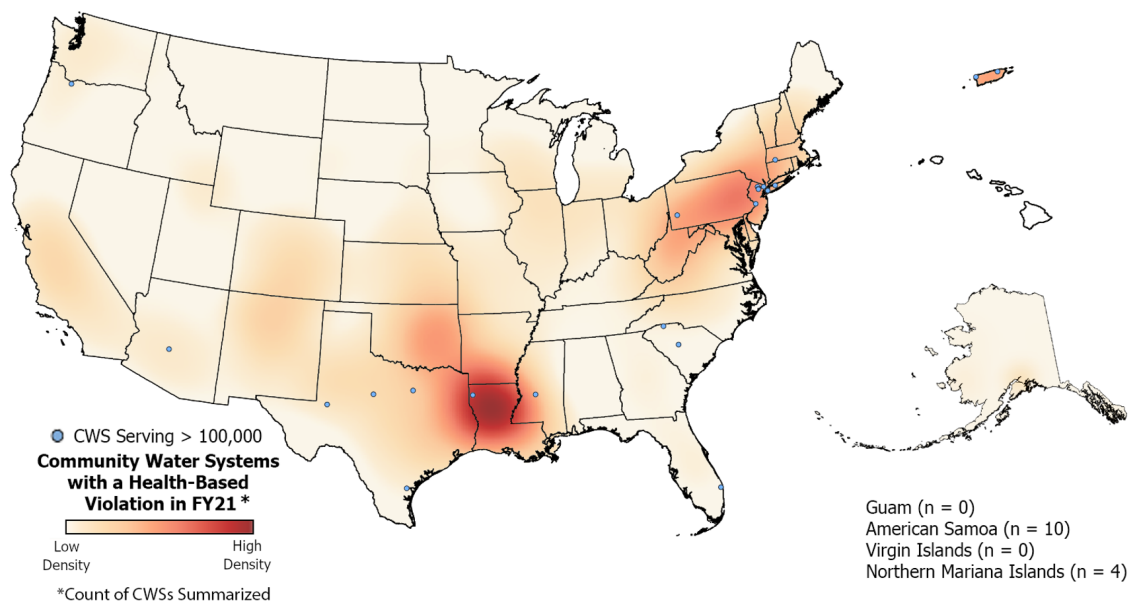 CWS Serving > 100,000
Community Water Systems
with a Health-Based
Violation in FY21 *
Low
Density
High
Density
*Count of CWSs Summarized
Guam (n = 0)
American Samoa (n = 10)
Virgin Islands (n = 0)
Northern Mariana Islands (n = 4)